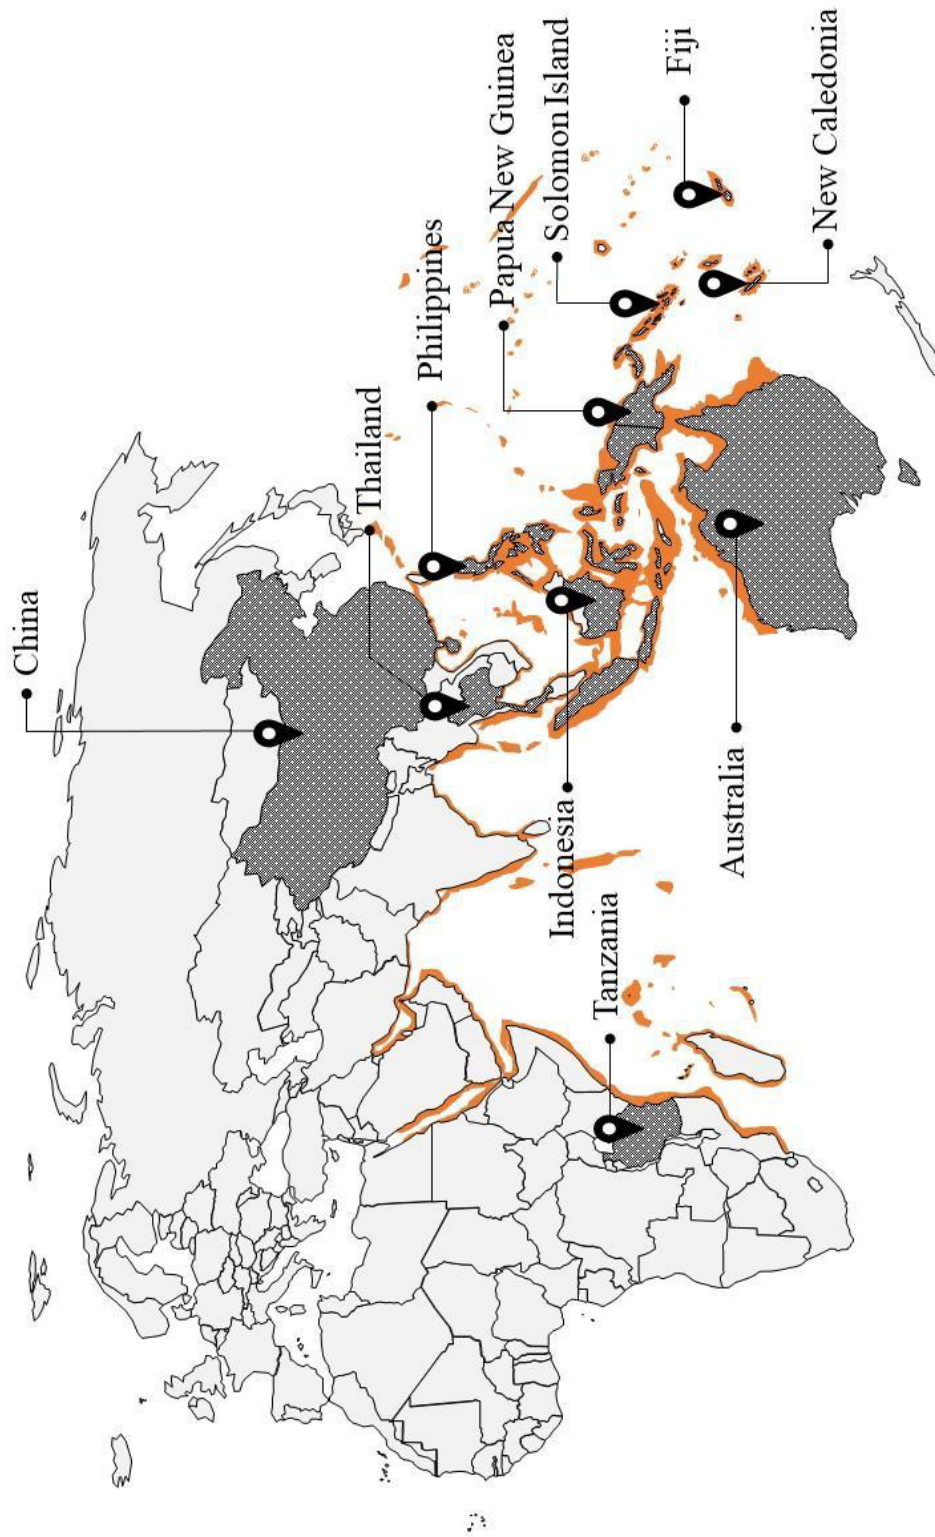 China
Thailand
Philippines
Papua New Guinea
Solomon Island
Fiji
New Caledonia
Australia
Indonesia
Tanzania